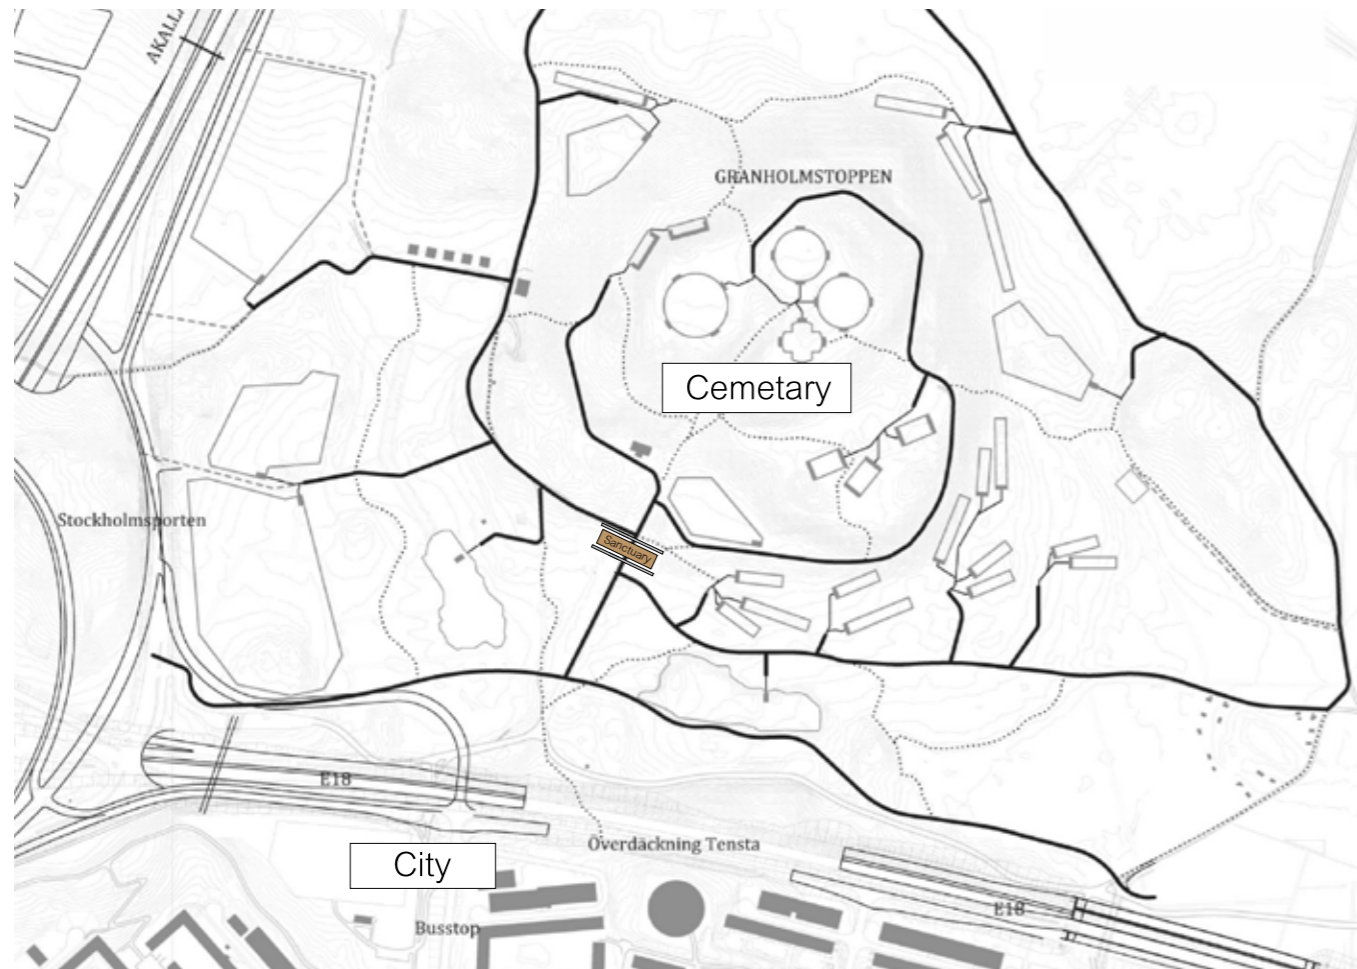 AKALLA
GRANHOLMSTOPPEN
Cemetary
Stockholmsporten
Sanctuary
E18
Överdäckning Tensta
City
E18
Busstop